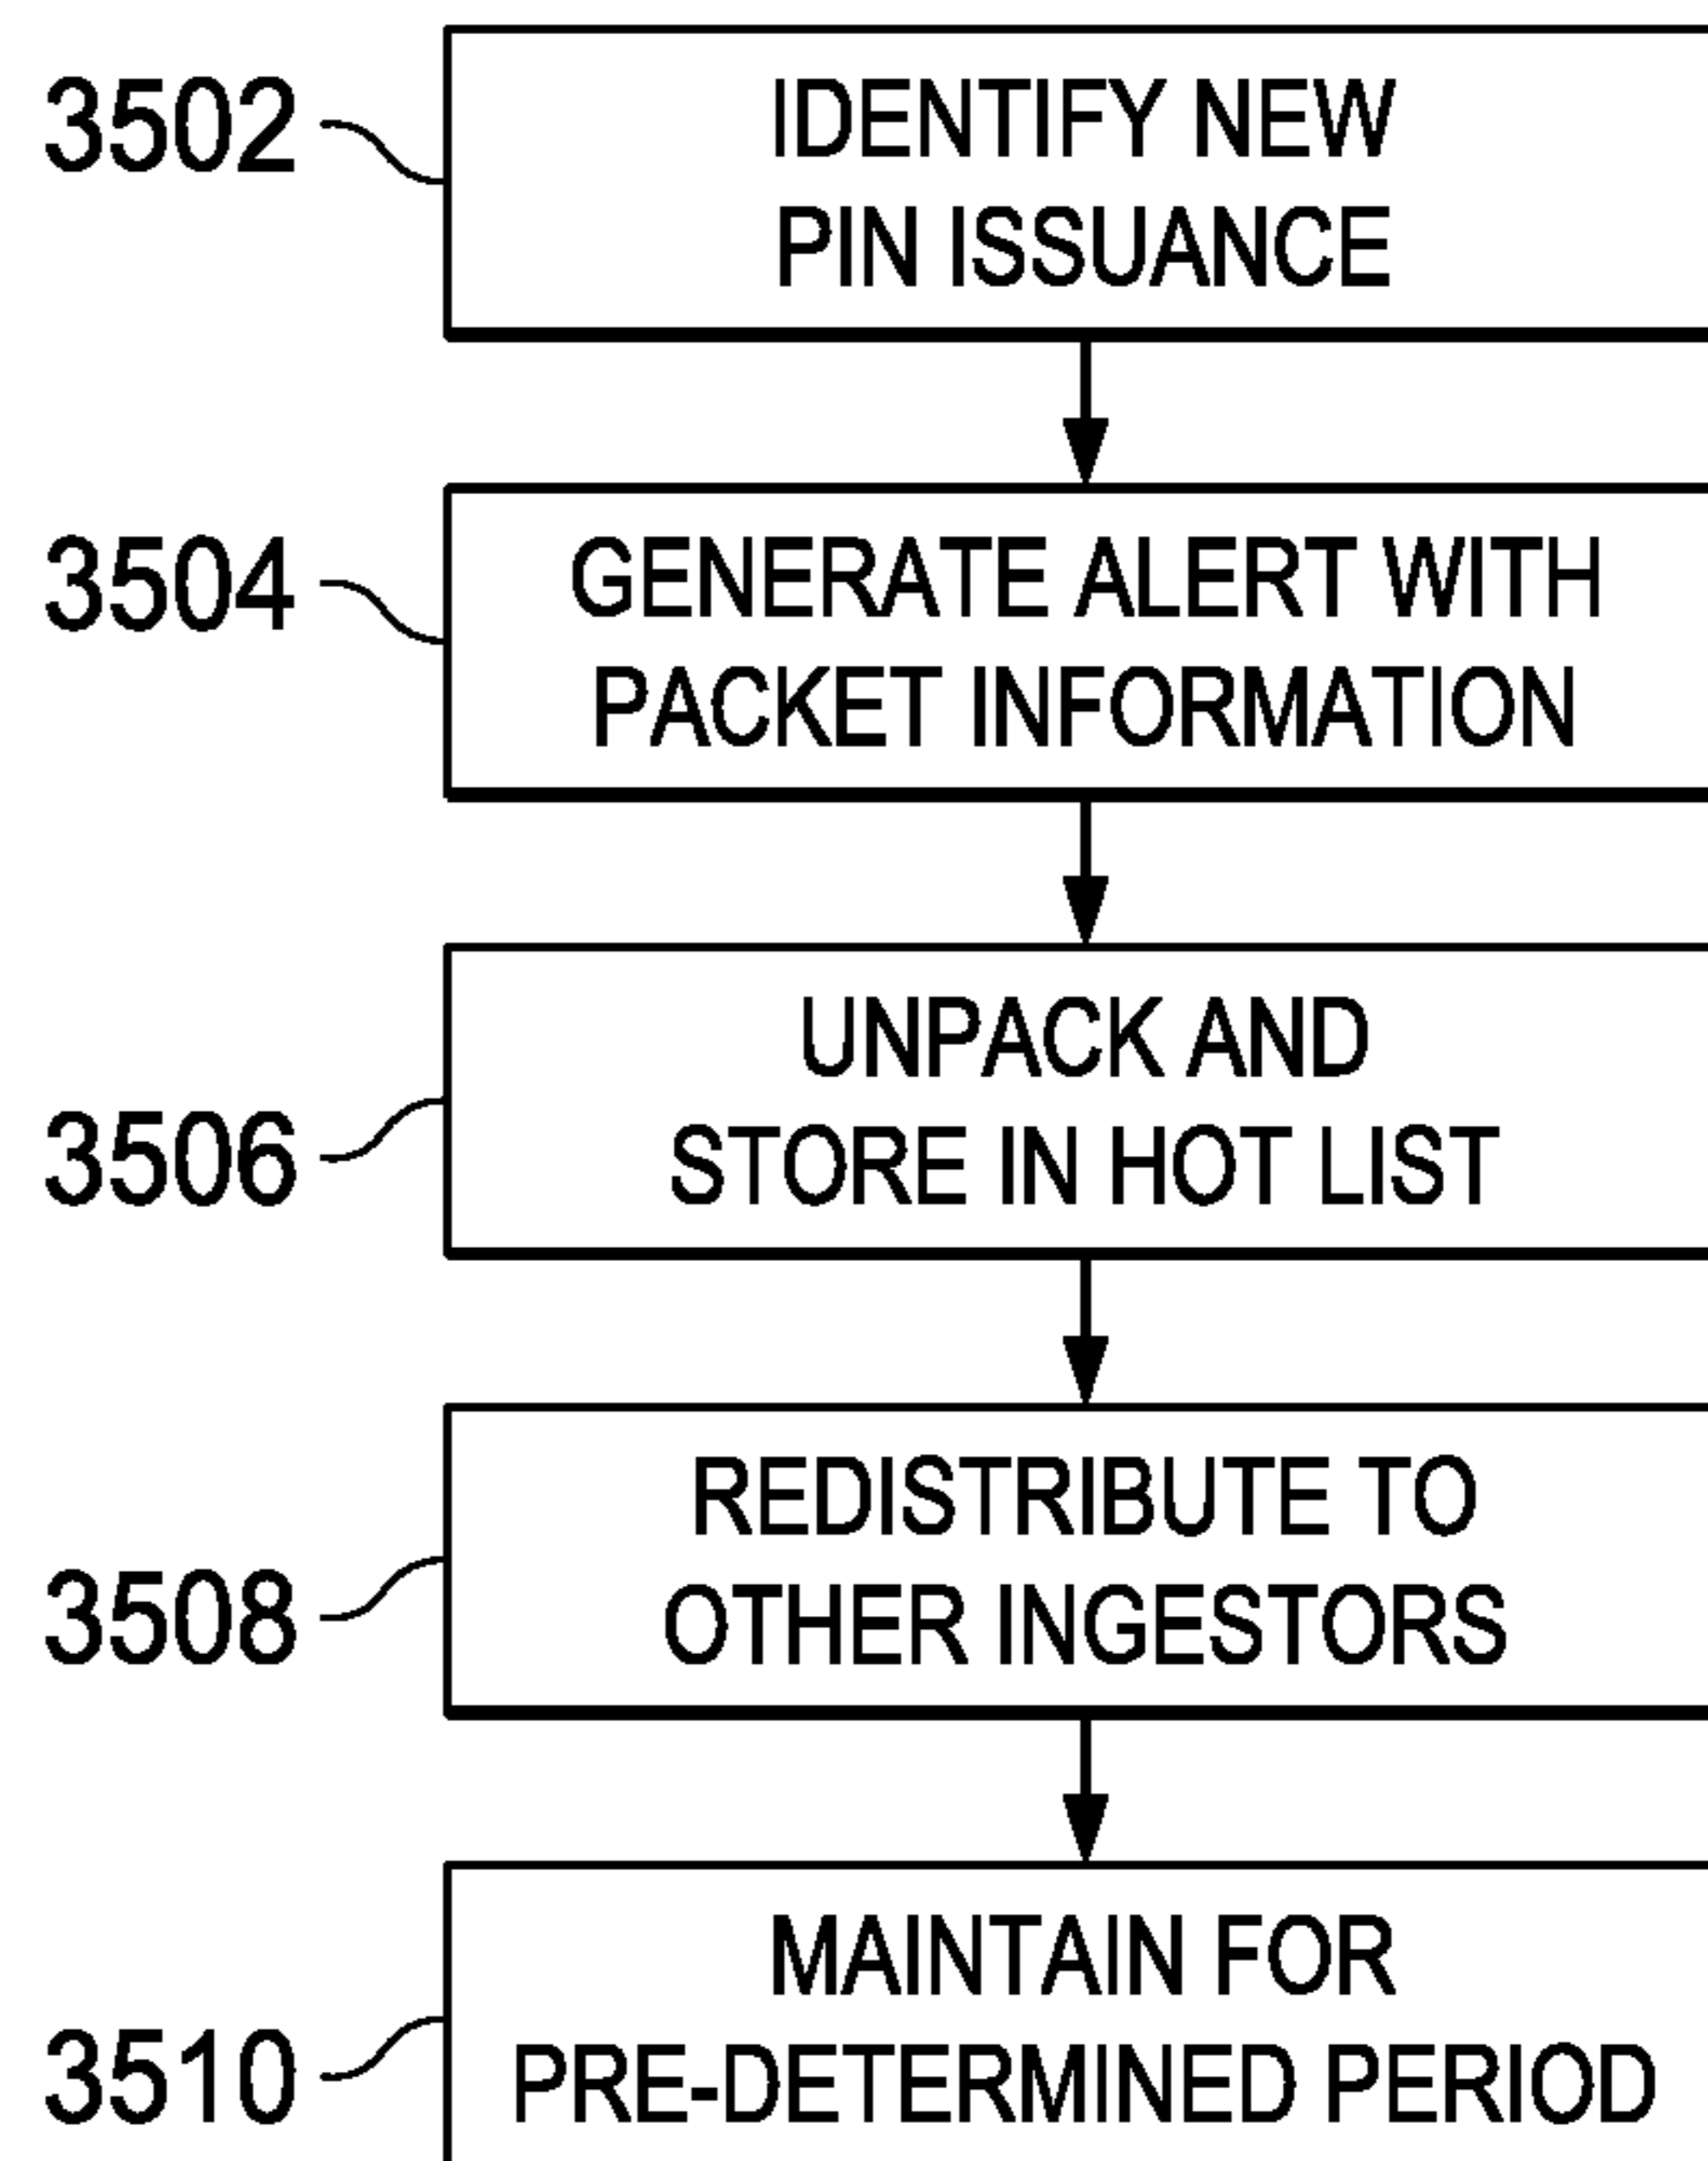 3502
IDENTIFY NEW
PIN ISSUANCE
3504
GENERATE ALERT WITH
PACKET INFORMATION
UNPACK AND
3506
STORE IN HOT LIST
REDISTRIBUTE TO
3508
OTHER INGESTORS
MAINTAIN FOR
3510
PRE-DETERMINED PERIOD